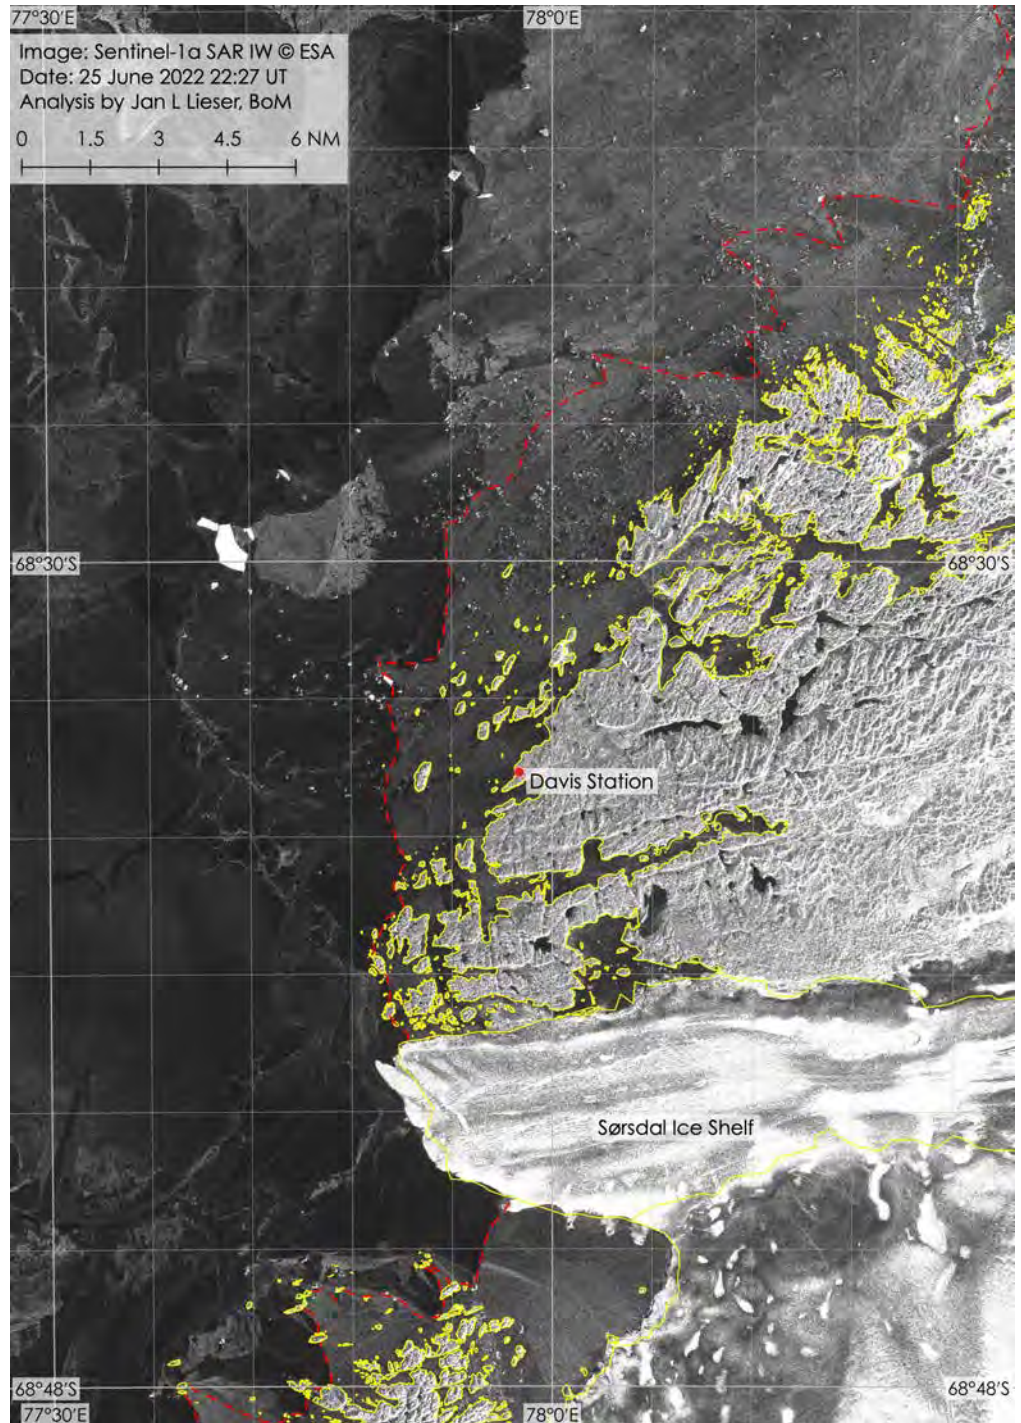 77°30'E
78°0'E
Image: Sentinel-1a SAR IW © ESA
Date: 25 June 2022 22:27 UT
Analysis by Jan L Lieser, BoM
0 1.5 3 4.5 6 NM
68°30'S
68°30'S
Davis Station
Sørsdal Ice Shelf
68°48'S
68°48'S
77°30'E
78°0'E